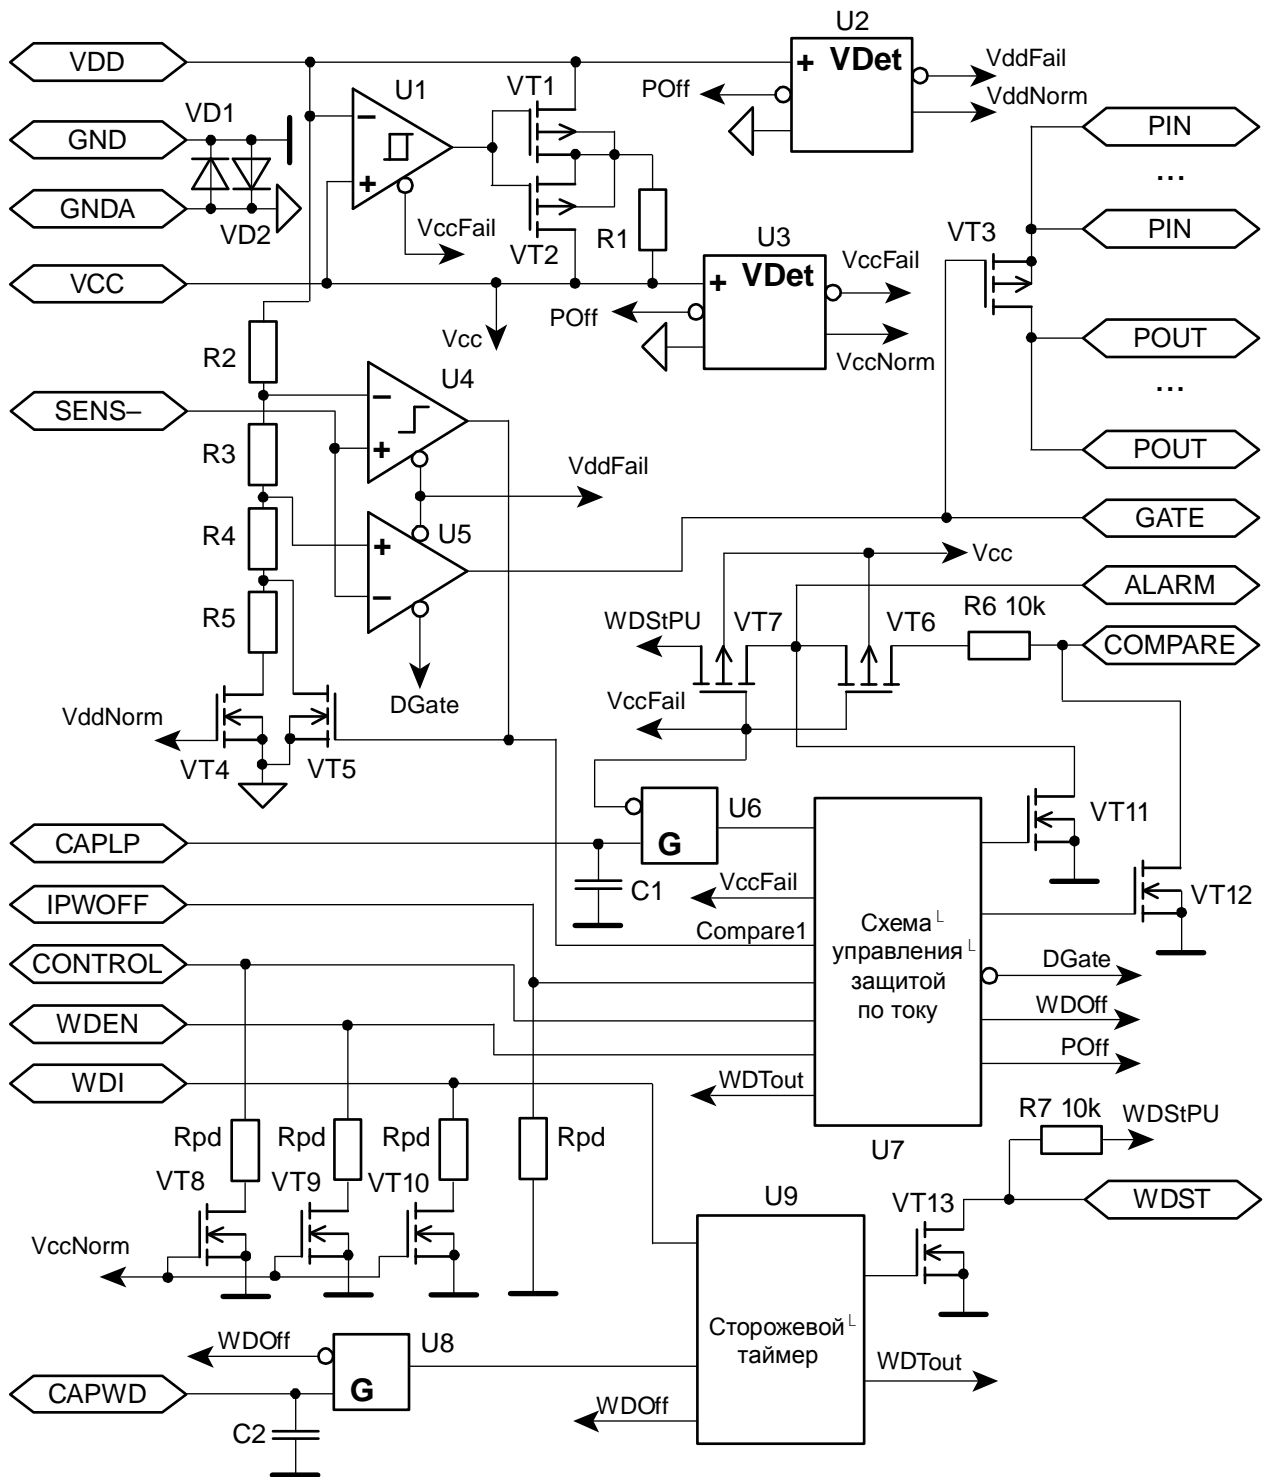 U2
VDD
VDet
VddFail
U1
VT1
POff
VddNorm
VD1
GND
PIN
...
GNDA
VD2
VccFail
VT2
R1
U3
VT3
PIN
VCC
VDet
VccFail
POff
Vcc
VccNorm
POUT
R2
U4
...
SENS–
R3
VddFail
POUT
R4
U5
GATE
Vcc
ALARM
R5
R6 10k
WDStPU
VT7
VT6
COMPARE
DGate
VccFail
VddNorm
VT4
VT5
U6
VT11
CAPLP
G
C1
VccFail
VT12
IPWOFF
Compare1
Схема
управления
защитой
по току
CONTROL
DGate
WDOff
WDEN
POff
WDI
WDTout
R7 10k
WDStPU
Rpd
Rpd
Rpd
Rpd
U7
VT8
VT9
VT10
U9
VT13
WDST
VccNorm
Сторожевой
таймер
WDOff
U8
WDTout
CAPWD
G
WDOff
C2